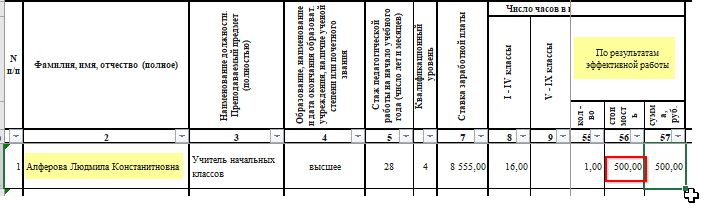 Число часов в н
N
п/п
Фамилия, имя, отчество (полное)
Наименование должности.
Преподаваемый предмет
(полностью)
Образование, наименование
и дата окончания образоват.
учреждения, наличие ученой
степени или почетного
звания
Стаж педагогической
работы на начало учебного
года (число лет и месяцев)
Квалификационный
уровень
Ставка заработной платы
I - IV классы
V - IX классы
По результатам
эффективной работы
кол -
во
стои
мост
ь
сумм
а,
руб.
2
3
4
5
6
7
8
9
55
56
57
1
Алферова Людмила Константиновна
Учитель начальных
классов
высшее
28
4
8 555,00
16,00
1,00
500,00
500,00